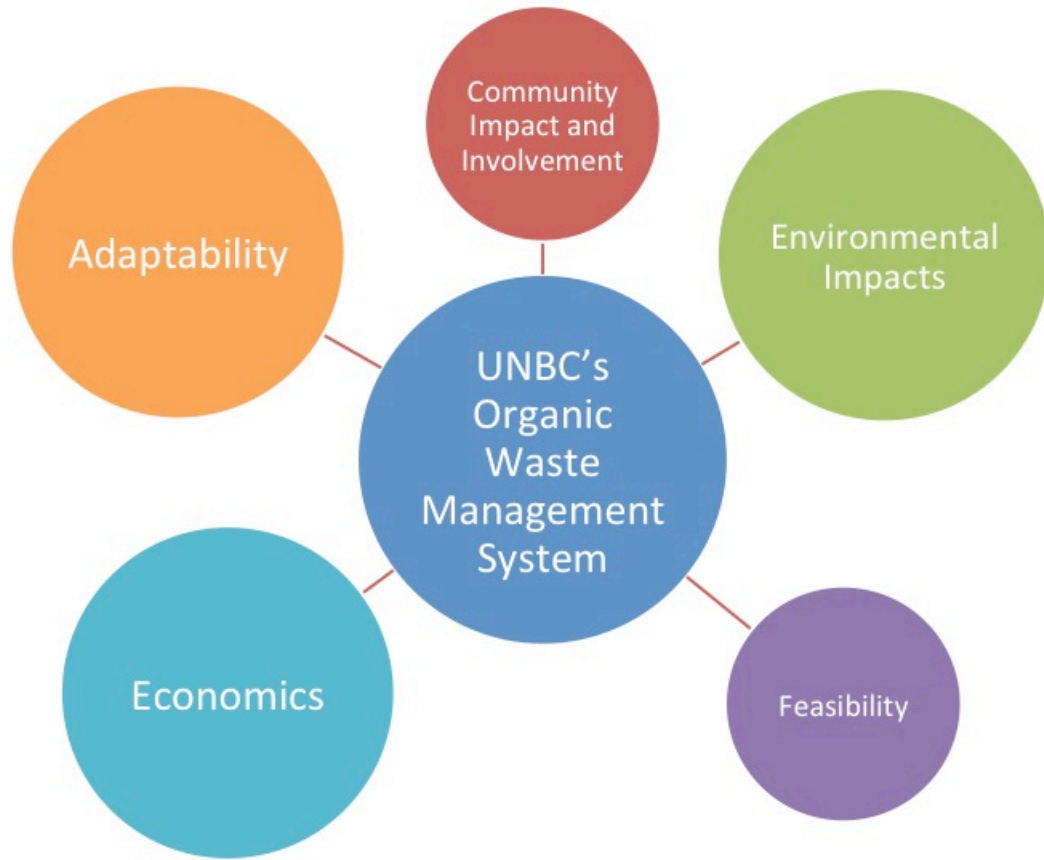 Community
Impact and
Involvement
Adaptability
Environmental
Impacts
UNBC’s
Organic
Waste
Management
System
Economics
Feasibility